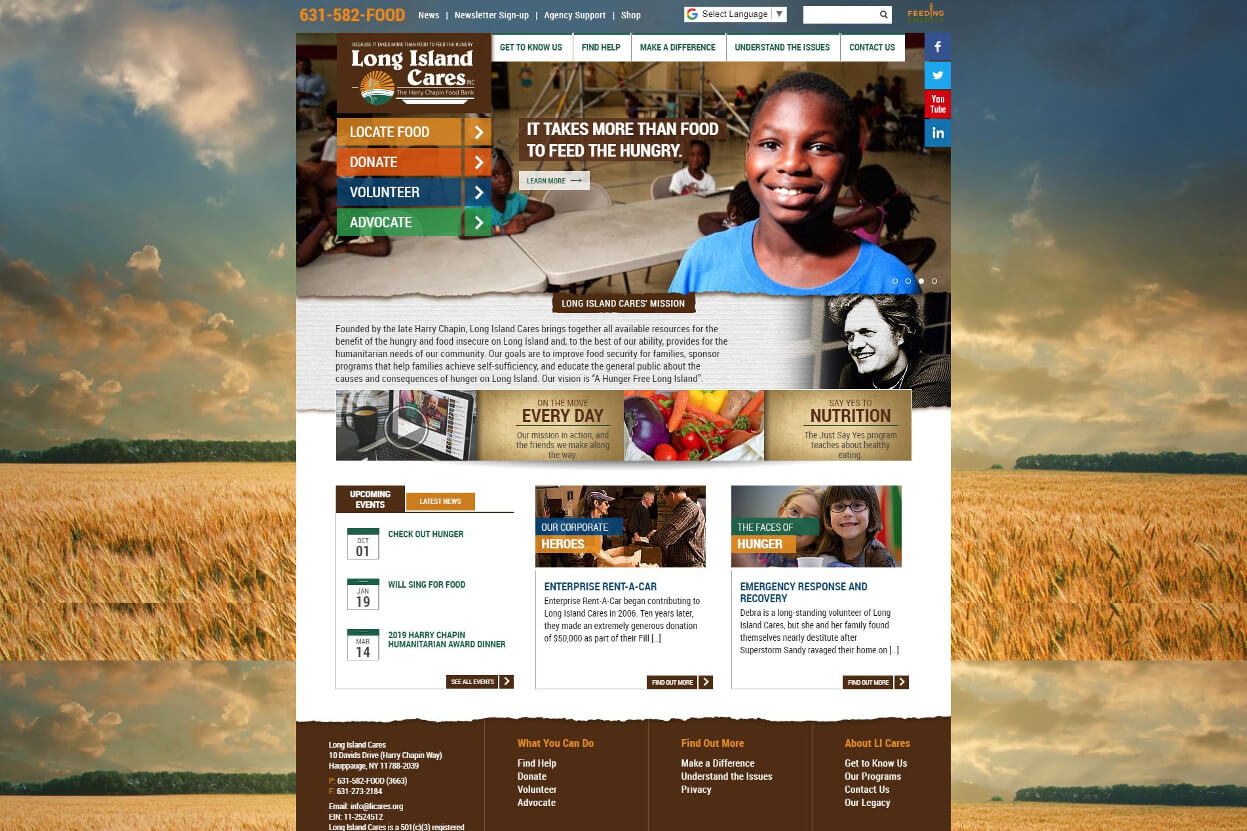 631-582-FOOD News | Newsletter Sign-up | Agency Support | Shop Select Language ▼ FEEDING
BECAUSE IT TAKES MORE THAN FOOD TO FEED THE HUNGRY
Long Island
Cares INC
The Harry Chapin Food Bank
GET TO KNOW US FIND HELP MAKE A DIFFERENCE UNDERSTAND THE ISSUES CONTACT US
You
Tube
in
LOCATE FOOD
DONATE
VOLUNTEER
ADVOCATE
IT TAKES MORE THAN FOOD
TO FEED THE HUNGRY.
LEARN MORE
LONG ISLAND CARES' MISSION
Founded by the late Harry Chapin, Long Island Cares brings together all available resources for the
benefit of the hungry and food insecure on Long Island and, to the best of our ability, provides for the
humanitarian needs of our community. Our goals are to improve food security for families, sponsor
programs that help families achieve self-sufficiency, and educate the general public about the
causes and consequences of hunger on Long Island. Our vision is "A Hunger Free Long Island".
ON THE MOVE
EVERY DAY
Our mission in action, and
the friends we make along
the way.
SAY YES TO
NUTRITION
The Just Say Yes program
teaches about healthy
eating.
UPCOMING
EVENTS
LATEST NEWS
OCT
01
CHECK OUT HUNGER
JAN
19
WILL SING FOR FOOD
MAR
14
2019 HARRY CHAPIN
HUMANITARIAN AWARD DINNER
SEE ALL EVENTS
OUR CORPORATE
HEROES
ENTERPRISE RENT-A-CAR
Enterprise Rent-A-Car began contributing to
Long Island Cares in 2006. Ten years later,
they made an extremely generous donation
of $50,000 as part of their Fill [...]
FIND OUT MORE
THE FACES OF
HUNGER
EMERGENCY RESPONSE AND
RECOVERY
Debra is a long-standing volunteer of Long
Island Cares, but she and her family found
themselves nearly destitute after
Superstorm Sandy ravaged their home on [...]
FIND OUT MORE
Long Island Cares
10 Davids Drive (Harry Chapin Way)
Hauppauge, NY 11788-2039
P: 631-582-FOOD (3663)
F: 631-273-2184
Email: info@licares.org
EIN: 11-2524512
Long Island Cares is a 501(c)(3) registered
What You Can Do
Find Help
Donate
Volunteer
Advocate
Find Out More
Make a Difference
Understand the Issues
Privacy
About LI Cares
Get to Know Us
Our Programs
Contact Us
Our Legacy